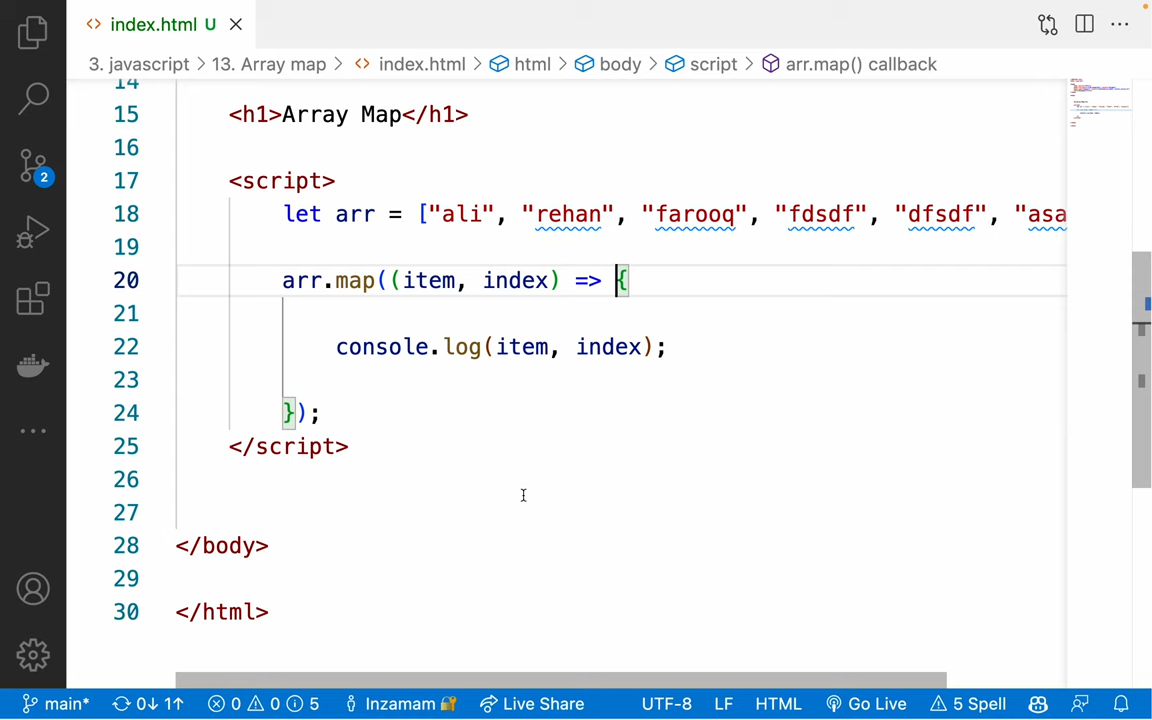 index.html U
3. javascript > 13. Array map > index.html > html > body > script > arr.map() callback
14
15 <h1>Array Map</h1>
16
17 <script>
18 let arr = ["ali", "rehan", "farooq", "fdsdf", "dfsdf", "asa
19
20 arr.map((item, index) => {
21
22 console.log(item, index);
23
24 });
25 </script>
26
27
28 </body>
29
30 </html>
2
main* 0↓ 1↑ 0 0 5 Inzamam Live Share UTF-8 LF HTML Go Live 5 Spell